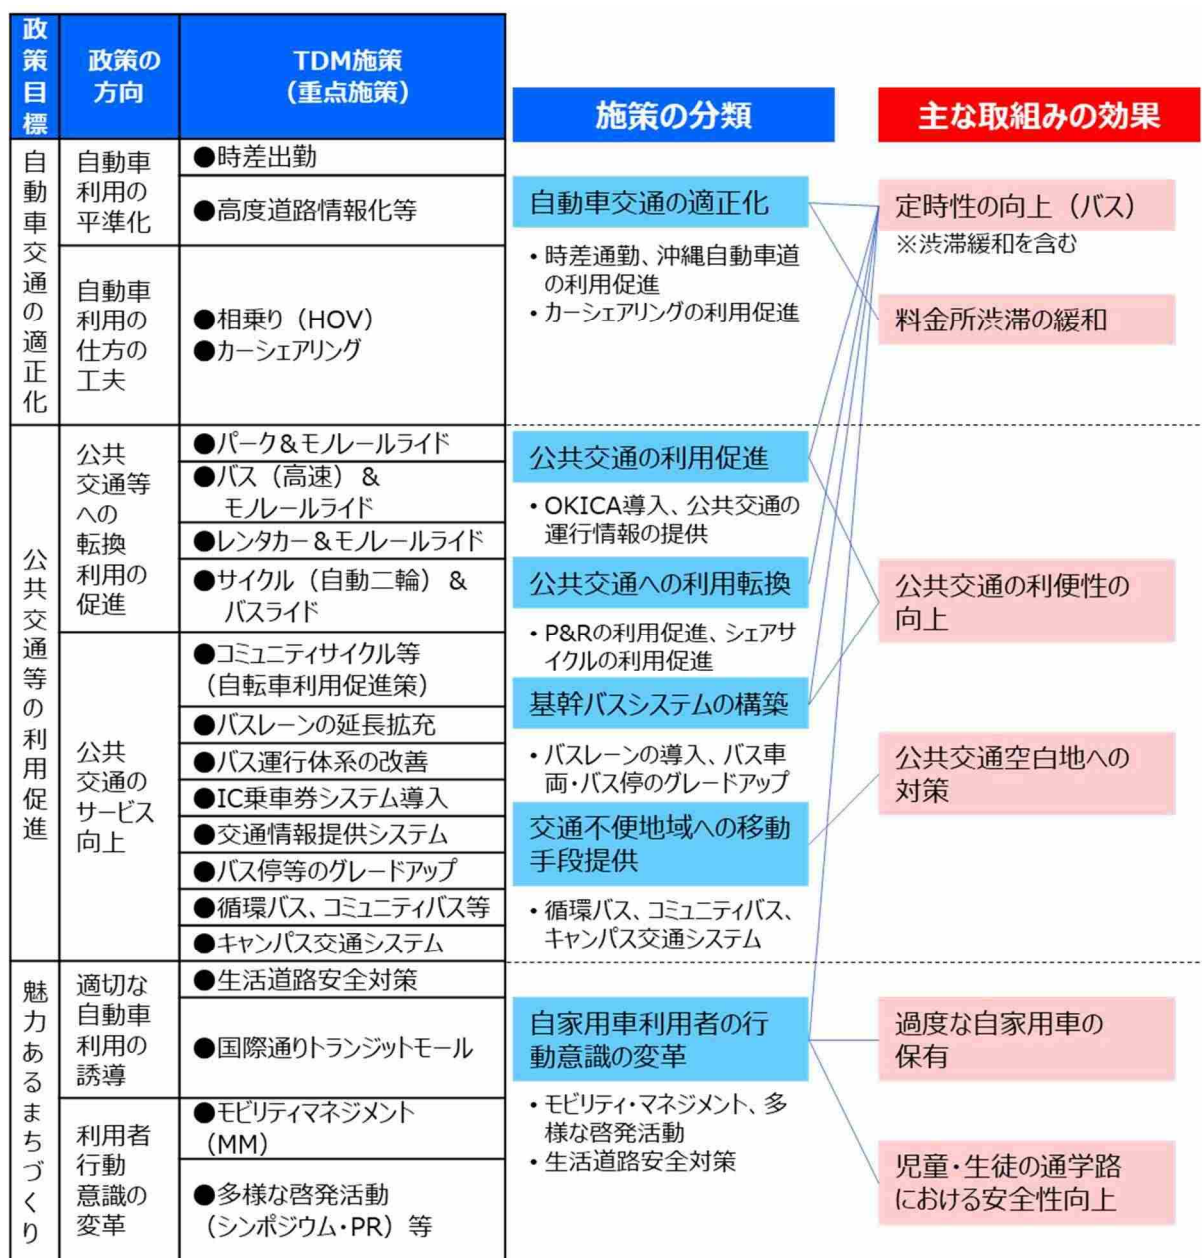 政策目標
政策の
方向
TDM施策
(重点施策)
施策の分類
主な取組みの効果
自動車交通の適正化
自動車
利用の
平準化
●時差出勤
●高度道路情報化等
自動車
利用の
仕方の
工夫
●相乗り（HOV）
●カーシェアリング
公共交通等の利用促進
公共
交通等
への
転換
利用の
促進
●パーク＆モノレールライド
●バス（高速）＆
モノレールライド
●レンタカー＆モノレールライド
●サイクル（自動二輪）＆
バスライド
公共
交通の
サービス
向上
●コミュニティサイクル等
（自転車利用促進策）
●バスレーンの延長拡充
●バス運行体系の改善
●IC乗車券システム導入
●交通情報提供システム
●バス停等のグレードアップ
●循環バス、コミュニティバス等
●キャンパス交通システム
魅力あるまちづくり
適切な
自動車
利用の
誘導
●生活道路安全対策
●国際通りトランジットモール
利用者
行動
意識の
変革
●モビリティマネジメント
（MM）
●多様な啓発活動
（シンポジウム・PR）等
自動車交通の適正化
・時差通勤、沖縄自動車道
の利用促進
・カーシェアリングの利用促進
公共交通の利用促進
・OKICA導入、公共交通の
運行情報の提供
公共交通への利用転換
・P&Rの利用促進、シェアサ
イクルの利用促進
基幹バスシステムの構築
・バスレーンの導入、バス車
両・バス停のグレードアップ
交通不便地域への移動
手段提供
・循環バス、コミュニティバス、
キャンパス交通システム
自家用車利用者の行
動意識の変革
・モビリティ・マネジメント、多
様な啓発活動
・生活道路安全対策
定時性の向上（バス）
※渋滞緩和を含む
料金所渋滞の緩和
公共交通の利便性の
向上
公共交通空白地への
対策
過度な自家用車の
保有
児童・生徒の通学路
における安全性向上